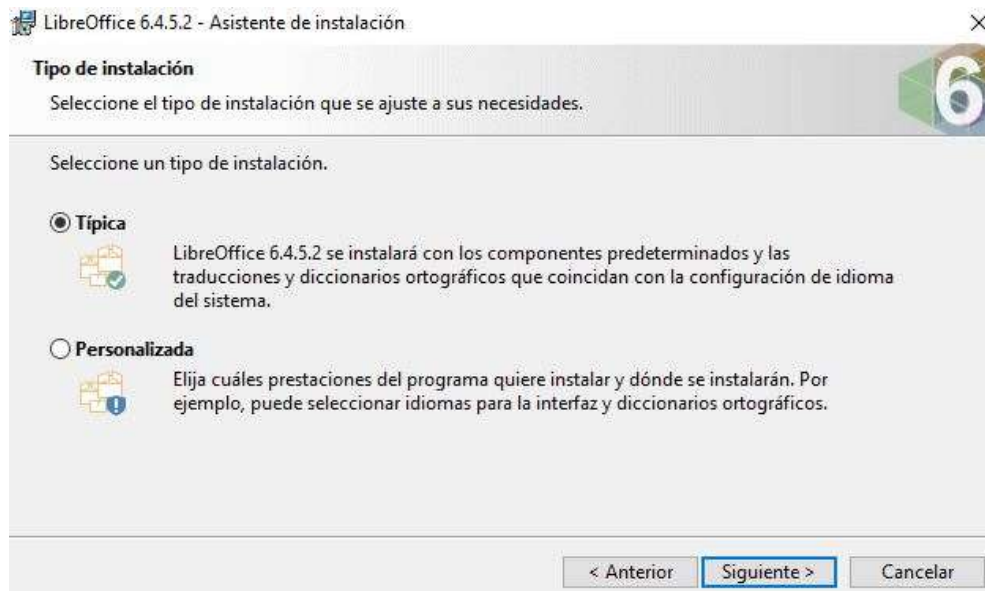 LibreOffice 6.4.5.2 - Asistente de instalación
Tipo de instalación
Seleccione el tipo de instalación que se ajuste a sus necesidades.
6
Seleccione un tipo de instalación.
Típica
LibreOffice 6.4.5.2 se instalará con los componentes predeterminados y las
traducciones y diccionarios ortográficos que coincidan con la configuración de idioma
del sistema.
Personalizada
Elija cuáles prestaciones del programa quiere instalar y dónde se instalarán. Por
ejemplo, puede seleccionar idiomas para la interfaz y diccionarios ortográficos.
< Anterior
Siguiente >
Cancelar